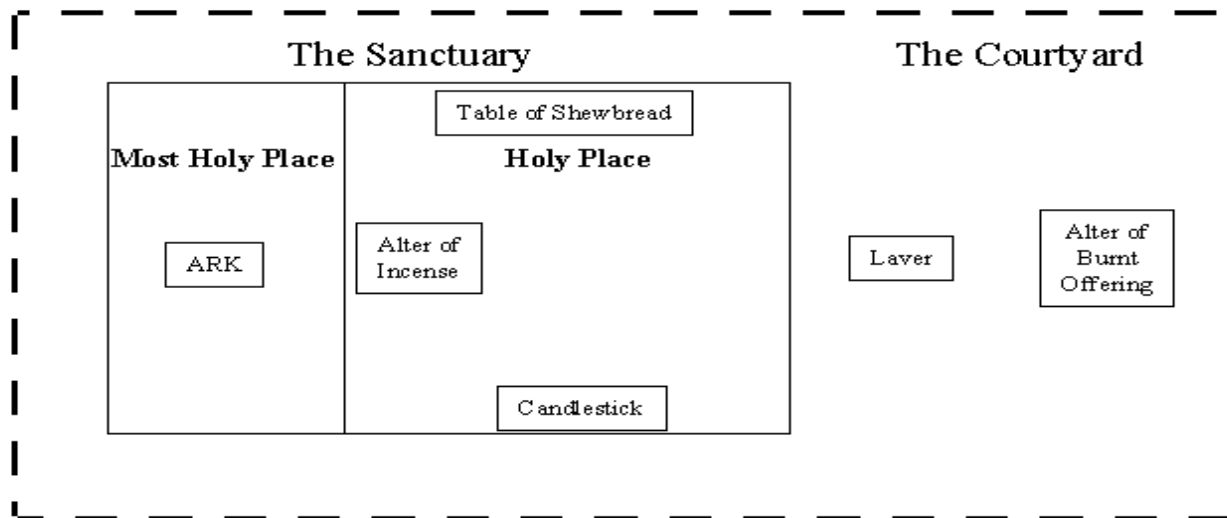 The Sanctuary
The Courtyard
Table of Shewbread
Most Holy Place
Holy Place
ARK
Alter of
Incense
Laver
Alter of
Burnt
Offering
Candlestick